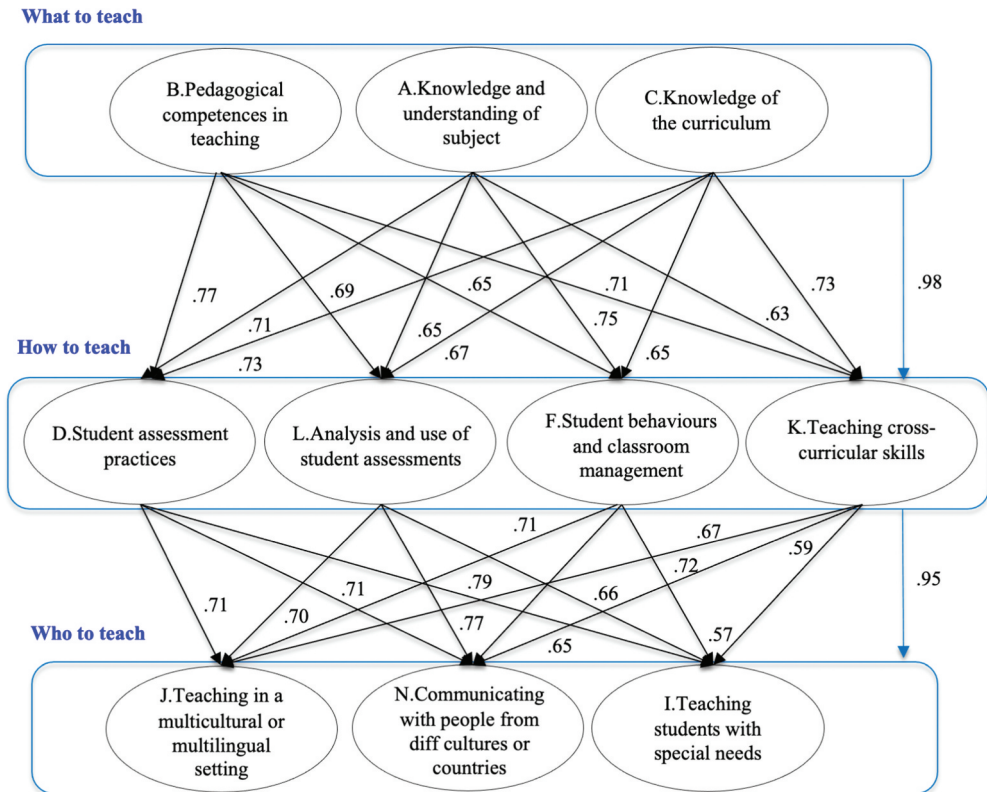 What to teach
B.Pedagogical
competences in
teaching
A.Knowledge and
understanding of
subject
C.Knowledge of
the curriculum
.77
.69
.65
.71
.73
.98
.71
.65
.75
.63
.73
.67
.65
How to teach
D.Student assessment
practices
L.Analysis and use of
student assessments
F.Student behaviours
and classroom
management
K.Teaching cross-
curricular skills
.71
.67
.59
.71
.79
.66
.72
.95
.71
.70
.77
.65
.57
Who to teach
J.Teaching in a
multicultural or
multilingual
setting
N.Communicating
with people from
diff cultures or
countries
I.Teaching
students with
special needs